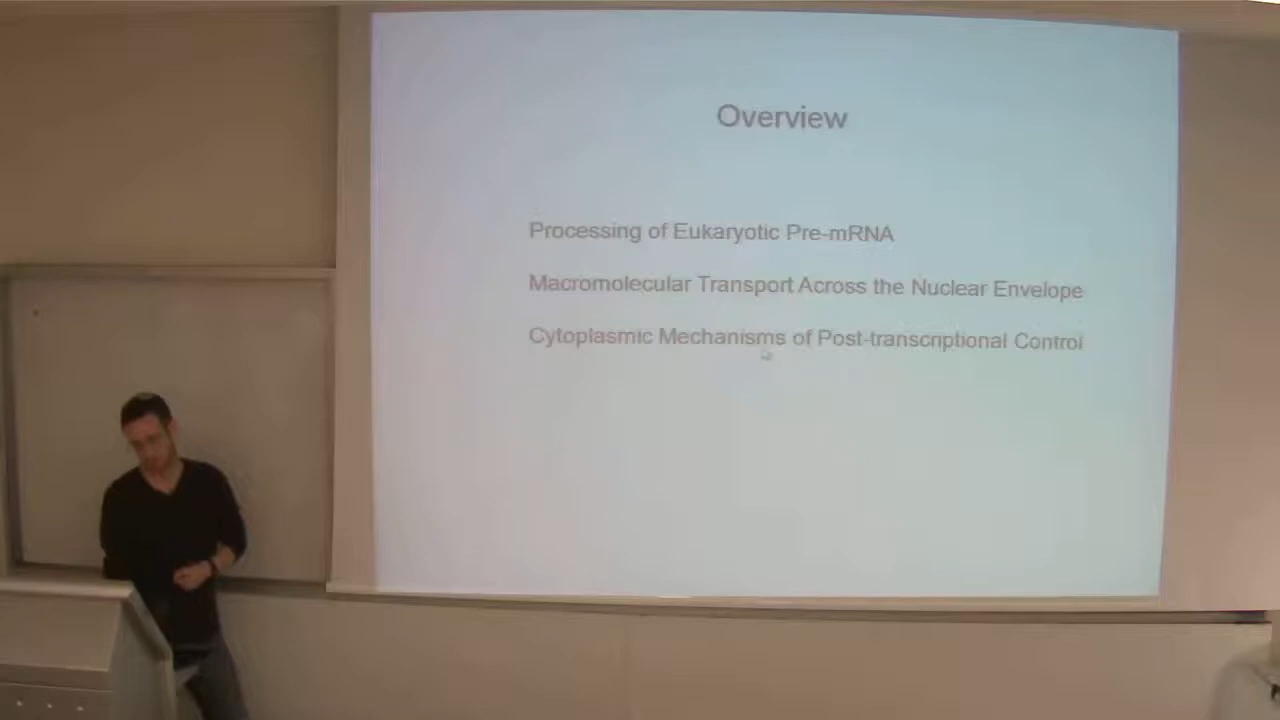 Overview
Processing of Eukaryotic Pre-mRNA
Macromolecular Transport Across the Nuclear Envelope
Cytoplasmic Mechanisms of Post-transcriptional Control